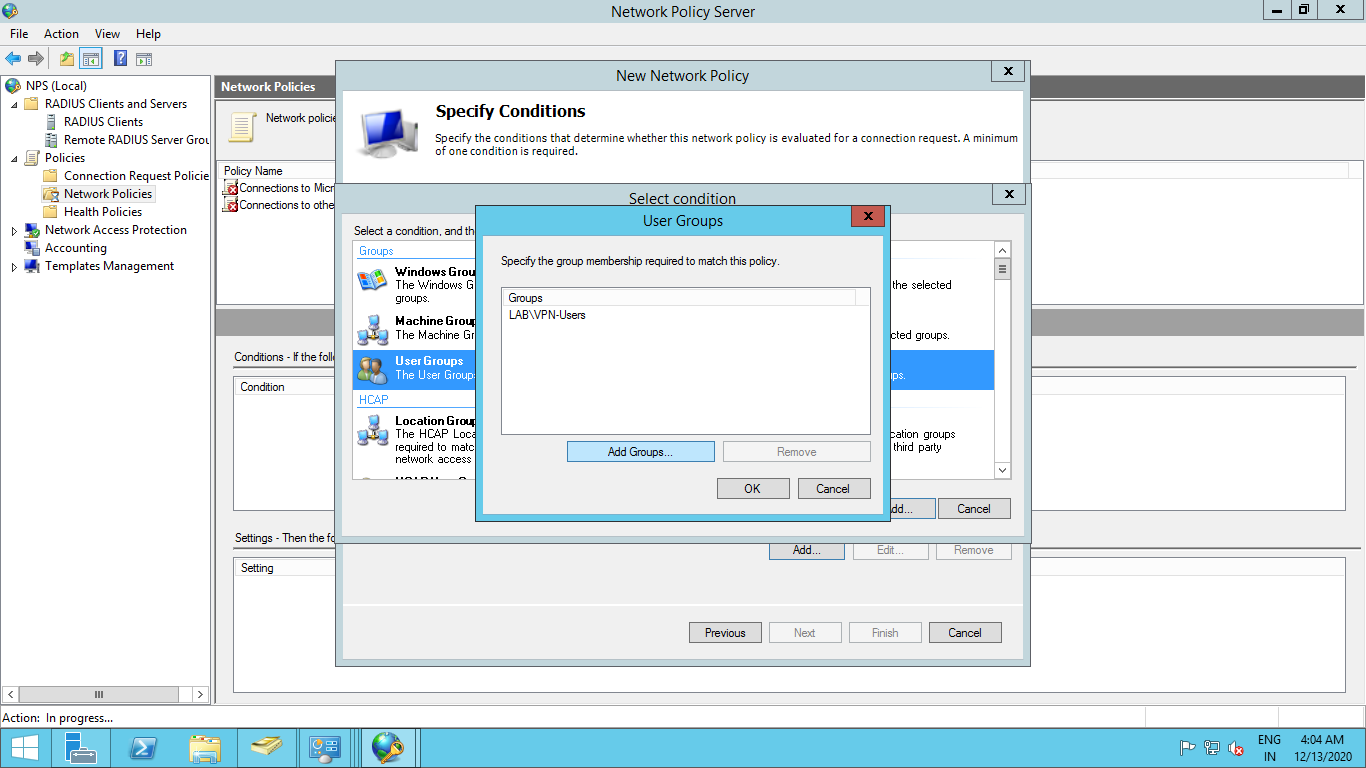 Network Policy Server
File Action View Help
NPS (Local)
RADIUS Clients and Servers
RADIUS Clients
Remote RADIUS Server Grou
Policies
Connection Request Policie
Network Policies
Health Policies
Network Access Protection
Accounting
Templates Management
Network Policies
Network policie
Policy Name
Connections to Micr
Connections to othe
Conditions - If the follo
Condition
Settings - Then the fo
Setting
New Network Policy
Specify Conditions
Specify the conditions that determine whether this network policy is evaluated for a connection request. A minimum
of one condition is required.
Select condition
Select a condition, and the
Groups
Windows Grou
The Windows G
the selected
groups.
Machine Group
The Machine Gr
cted groups.
User Groups
The User Group
ps.
HCAP
Location Group
The HCAP Loca
cation groups
required to matc
third party
network access
Add...
Cancel
User Groups
Specify the group membership required to match this policy.
Groups
LAB\VPN-Users
Add Groups...
Remove
OK
Cancel
Add...
Edit...
Remove
Previous
Next
Finish
Cancel
Action: In progress...
ENG
IN
4:04 AM
12/13/2020